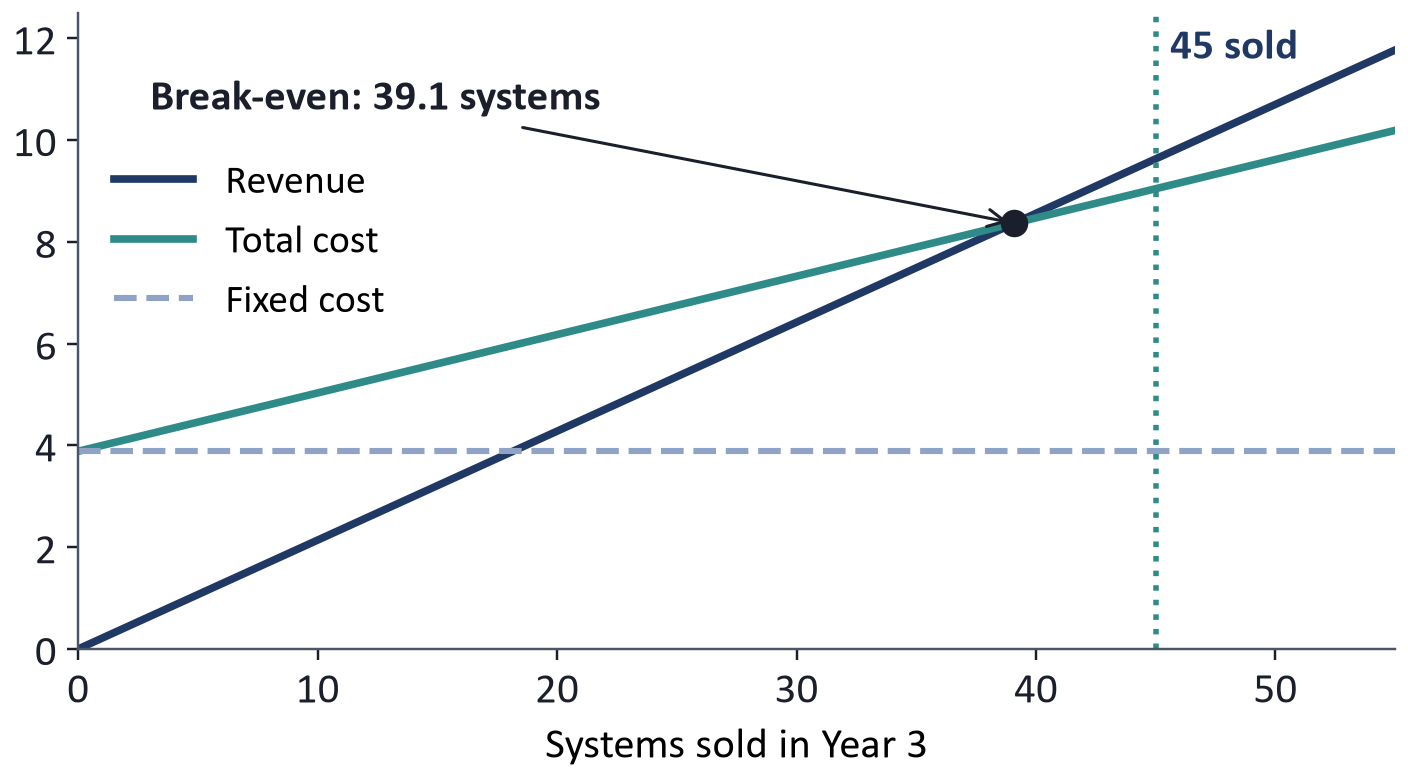 12
45 sold
Break-even: 39.1 systems
10
Revenue
8
Total cost
Fixed cost
6
4
2
0
0 10 20 30 40 50
Systems sold in Year 3